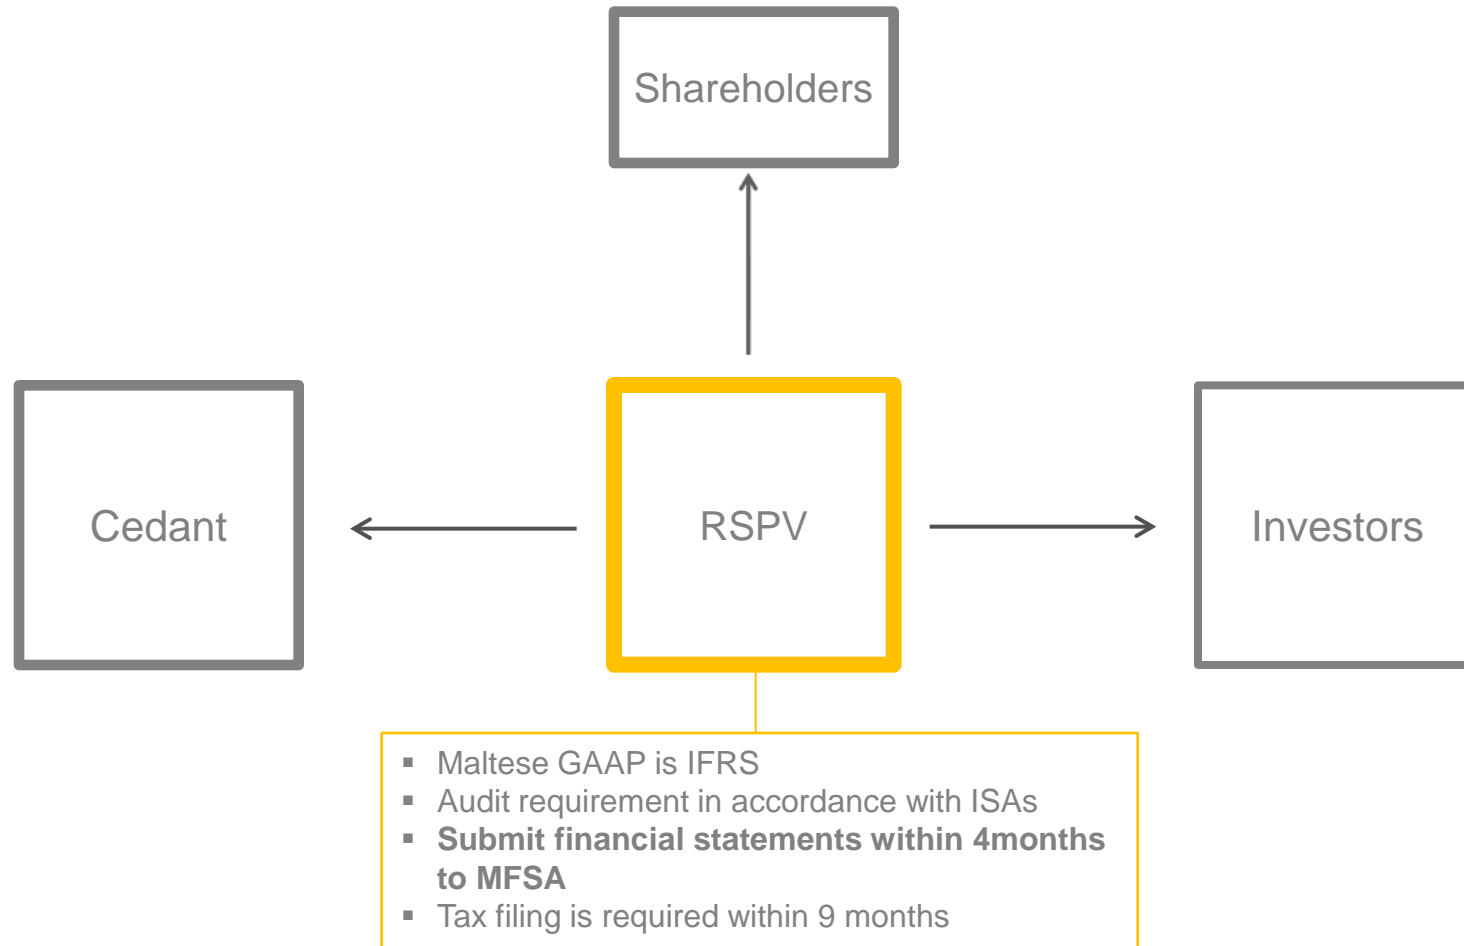 Shareholders
Cedant
RSPV
Investors
▪ Maltese GAAP is IFRS
▪ Audit requirement in accordance with ISAs
▪ Submit financial statements within 4months
to MFSA
▪ Tax filing is required within 9 months